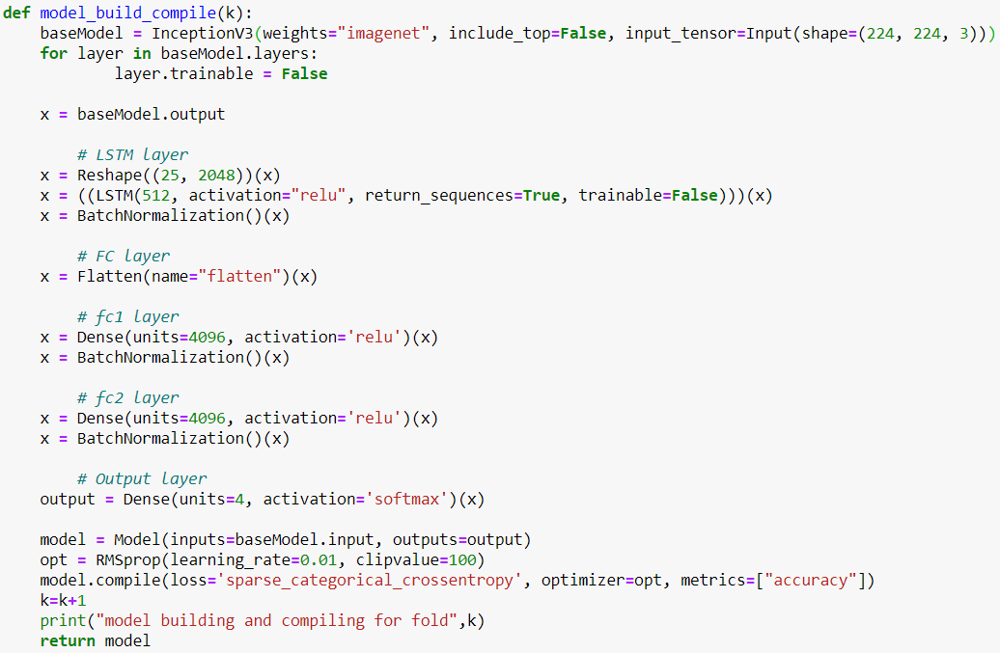 def model_build_compile(k):
    baseModel = InceptionV3(weights="imagenet", include_top=False, input_tensor=Input(shape=(224, 224, 3)))
    for layer in baseModel.layers:
            layer.trainable = False

    x = baseModel.output

        # LSTM layer
    x = Reshape((25, 2048))(x)
    x = ((LSTM(512, activation="relu", return_sequences=True, trainable=False)))(x)
    x = BatchNormalization()(x)

        # FC layer
    x = Flatten(name="flatten")(x)

        # fc1 layer
    x = Dense(units=4096, activation='relu')(x)
    x = BatchNormalization()(x)

        # fc2 layer
    x = Dense(units=4096, activation='relu')(x)
    x = BatchNormalization()(x)

        # Output layer
    output = Dense(units=4, activation='softmax')(x)

    model = Model(inputs=baseModel.input, outputs=output)
    opt = RMSprop(learning_rate=0.01, clipvalue=100)
    model.compile(loss='sparse_categorical_crossentropy', optimizer=opt, metrics=["accuracy"])
    k=k+1
    print("model building and compiling for fold",k)
    return model